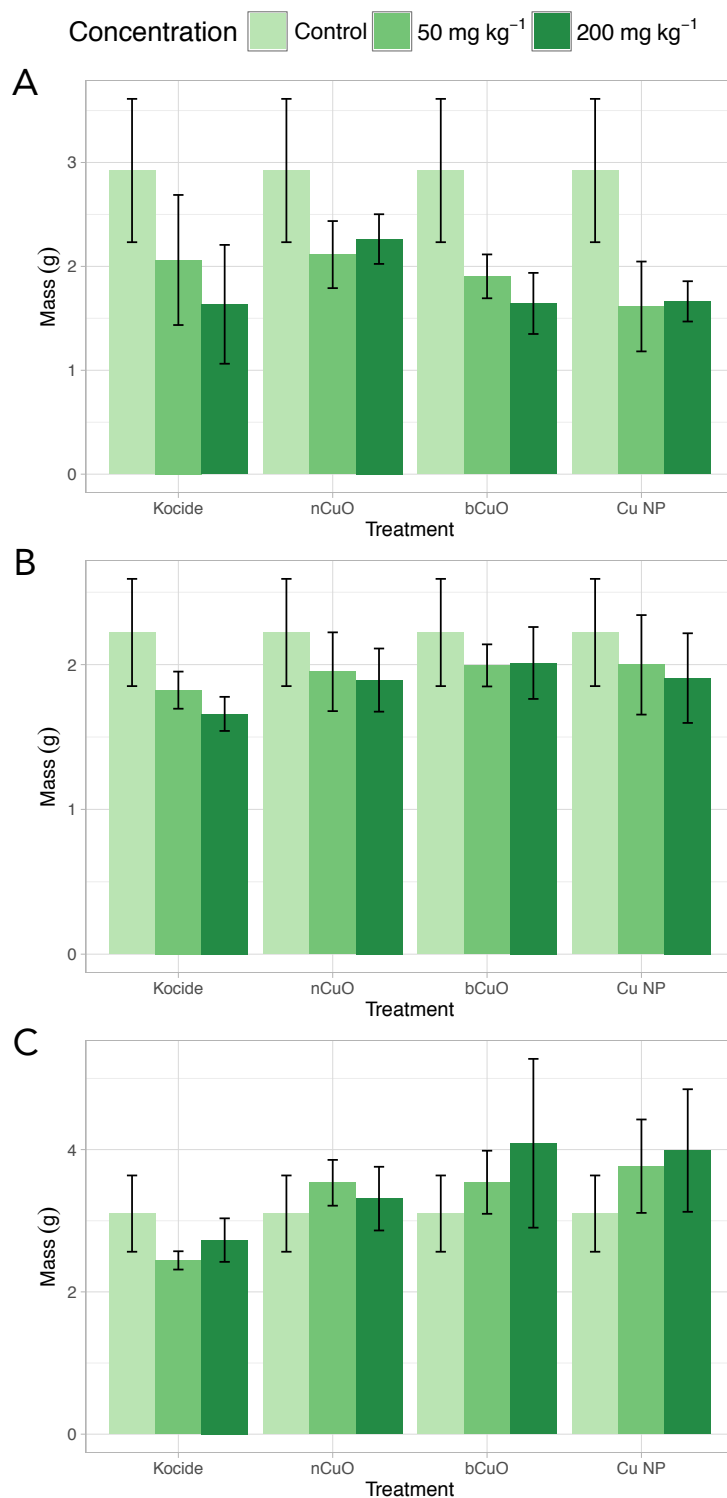 Concentration Control 50 mg kg⁻¹ 200 mg kg⁻¹
A
3
2
1
0
Mass (g)
Kocide nCuO bCuO Cu NP
Treatment
B
2
1
0
Mass (g)
Kocide nCuO bCuO Cu NP
Treatment
C
4
2
0
Mass (g)
Kocide nCuO bCuO Cu NP
Treatment